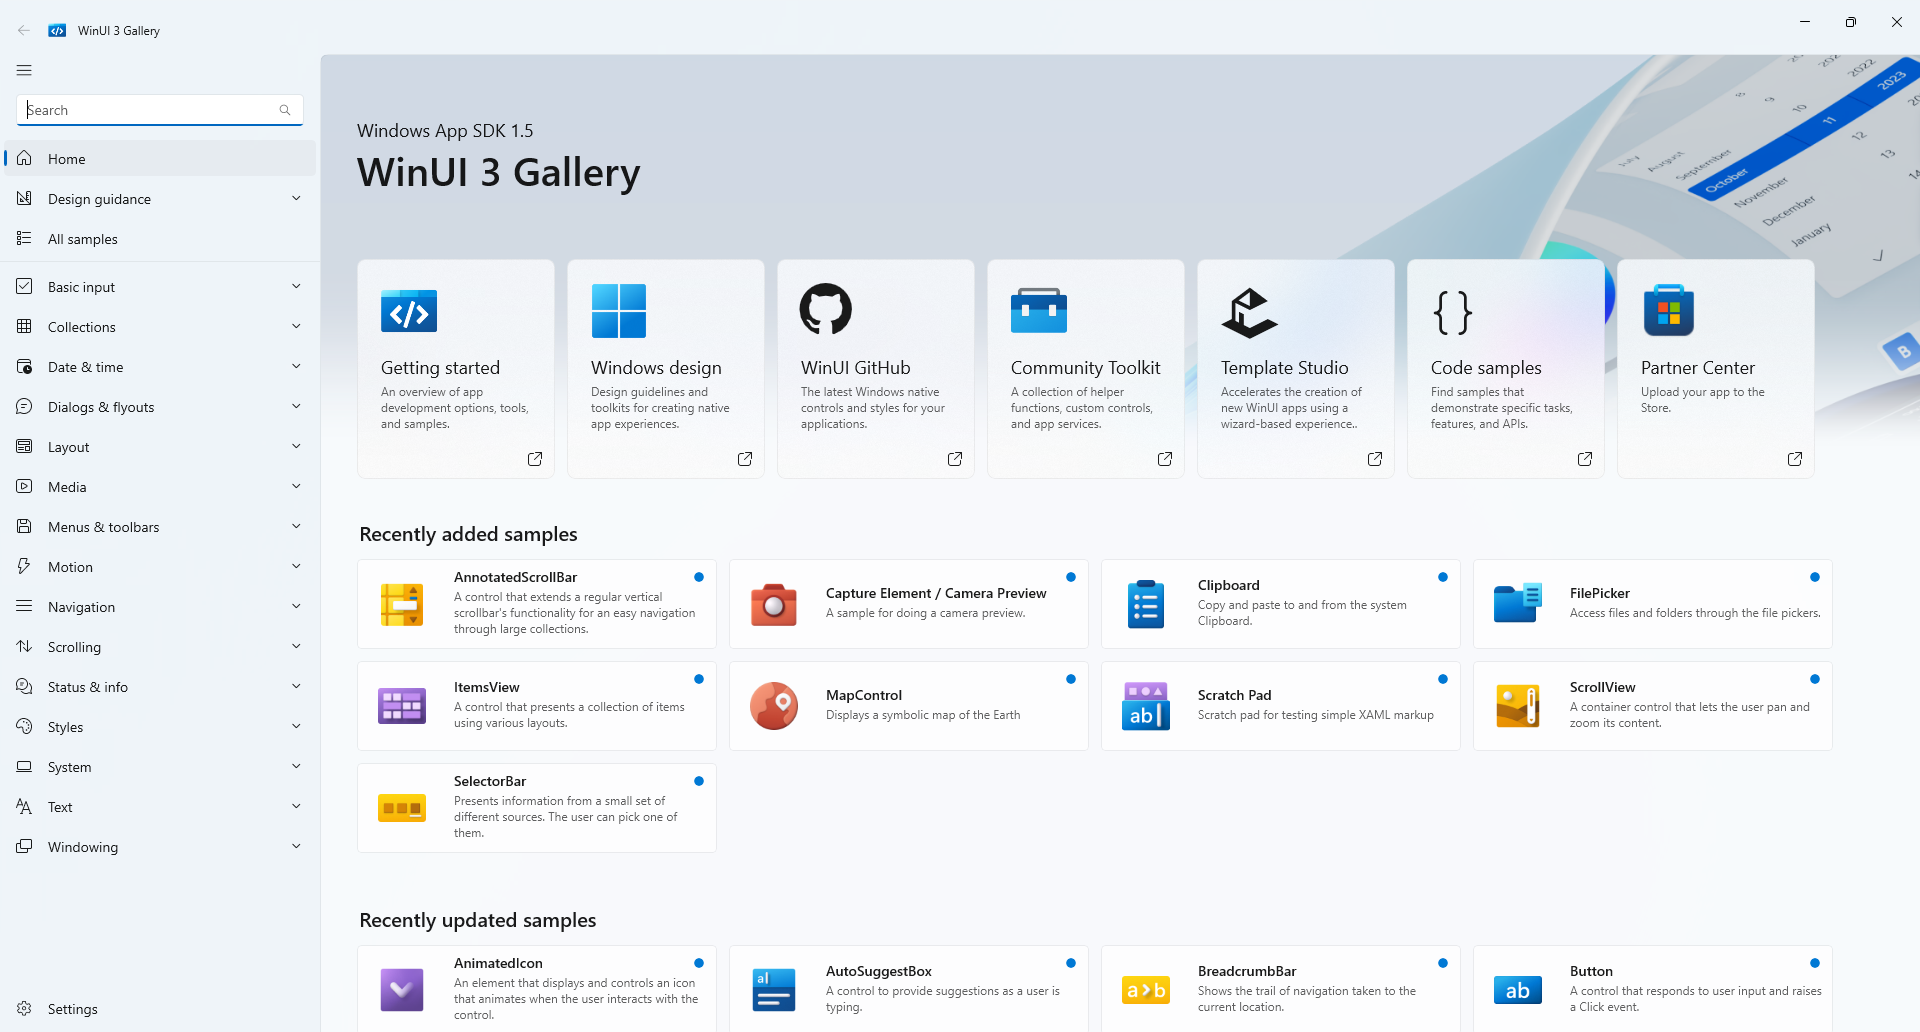 WinUI 3 Gallery
Search
Home
Design guidance
All samples
Basic input
Collections
Date & time
Dialogs & flyouts
Layout
Media
Menus & toolbars
Motion
Navigation
Scrolling
Status & info
Styles
System
Text
Windowing
Settings
Windows App SDK 1.5
WinUI 3 Gallery
2022
2023
8
9
10
11
12
13
July
August
September
October
November
December
January
B
Getting started
An overview of app
development options, tools,
and samples.
Windows design
Design guidelines and
toolkits for creating native
app experiences.
WinUI GitHub
The latest Windows native
controls and styles for your
applications.
Community Toolkit
A collection of helper
functions, custom controls,
and app services.
Template Studio
Accelerates the creation of
new WinUI apps using a
wizard-based experience..
{ }
Code samples
Find samples that
demonstrate specific tasks,
features, and APIs.
Partner Center
Upload your app to the
Store.
Recently added samples
AnnotatedScrollBar
A control that extends a regular vertical
scrollbar's functionality for an easy navigation
through large collections.
Capture Element / Camera Preview
A sample for doing a camera preview.
Clipboard
Copy and paste to and from the system
Clipboard.
FilePicker
Access files and folders through the file pickers.
ItemsView
A control that presents a collection of items
using various layouts.
MapControl
Displays a symbolic map of the Earth
ab
Scratch Pad
Scratch pad for testing simple XAML markup
ScrollView
A container control that lets the user pan and
zoom its content.
SelectorBar
Presents information from a small set of
different sources. The user can pick one of
them.
Recently updated samples
AnimatedIcon
An element that displays and controls an icon
that animates when the user interacts with the
control.
al
AutoSuggestBox
A control to provide suggestions as a user is
typing.
a>b
BreadcrumbBar
Shows the trail of navigation taken to the
current location.
ab
Button
A control that responds to user input and raises
a Click event.